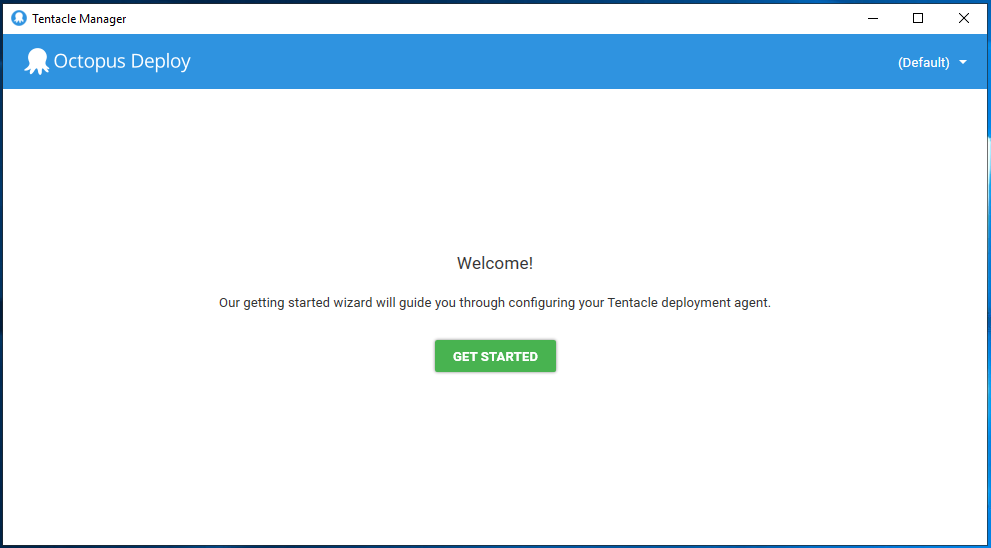 Tentacle Manager
Octopus Deploy
(Default)
Welcome!
Our getting started wizard will guide you through configuring your Tentacle deployment agent.
GET STARTED